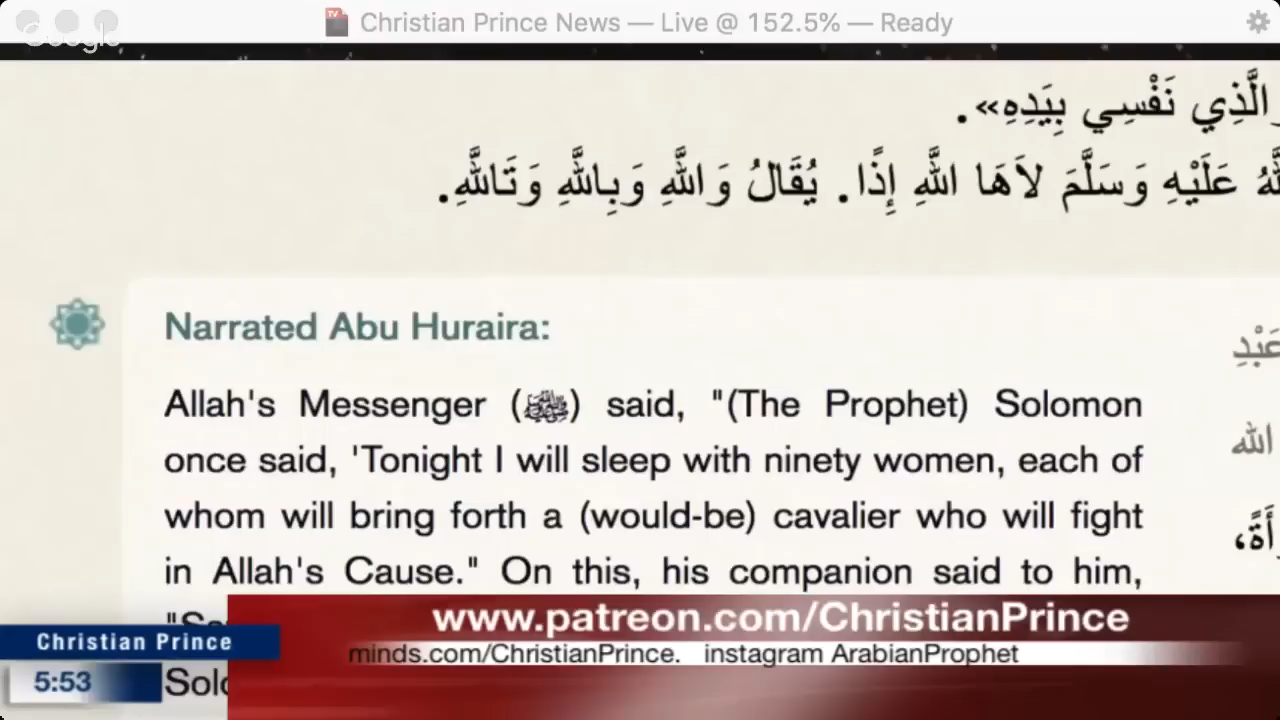 Christian Prince News — Live @ 152.5% — Ready
Google
الَّذِي نَفْسِي بِيَدِهِ».
عَلَيْهِ وَسَلَّمَ لاَهَا اللَّهِ إِذًا. يُقَالُ وَاللَّهِ وَبِاللَّهِ وَتَاللَّهِ.
Narrated Abu Huraira:
Allah's Messenger (ﷺ) said, "(The Prophet) Solomon
once said, 'Tonight I will sleep with ninety women, each of
whom will bring forth a (would-be) cavalier who will fight
in Allah's Cause." On this, his companion said to him,
عَبْدِ
الله
www.patreon.com/ChristianPrince
Christian Prince
minds.com/ChristianPrince. instagram ArabianProphet
5:53